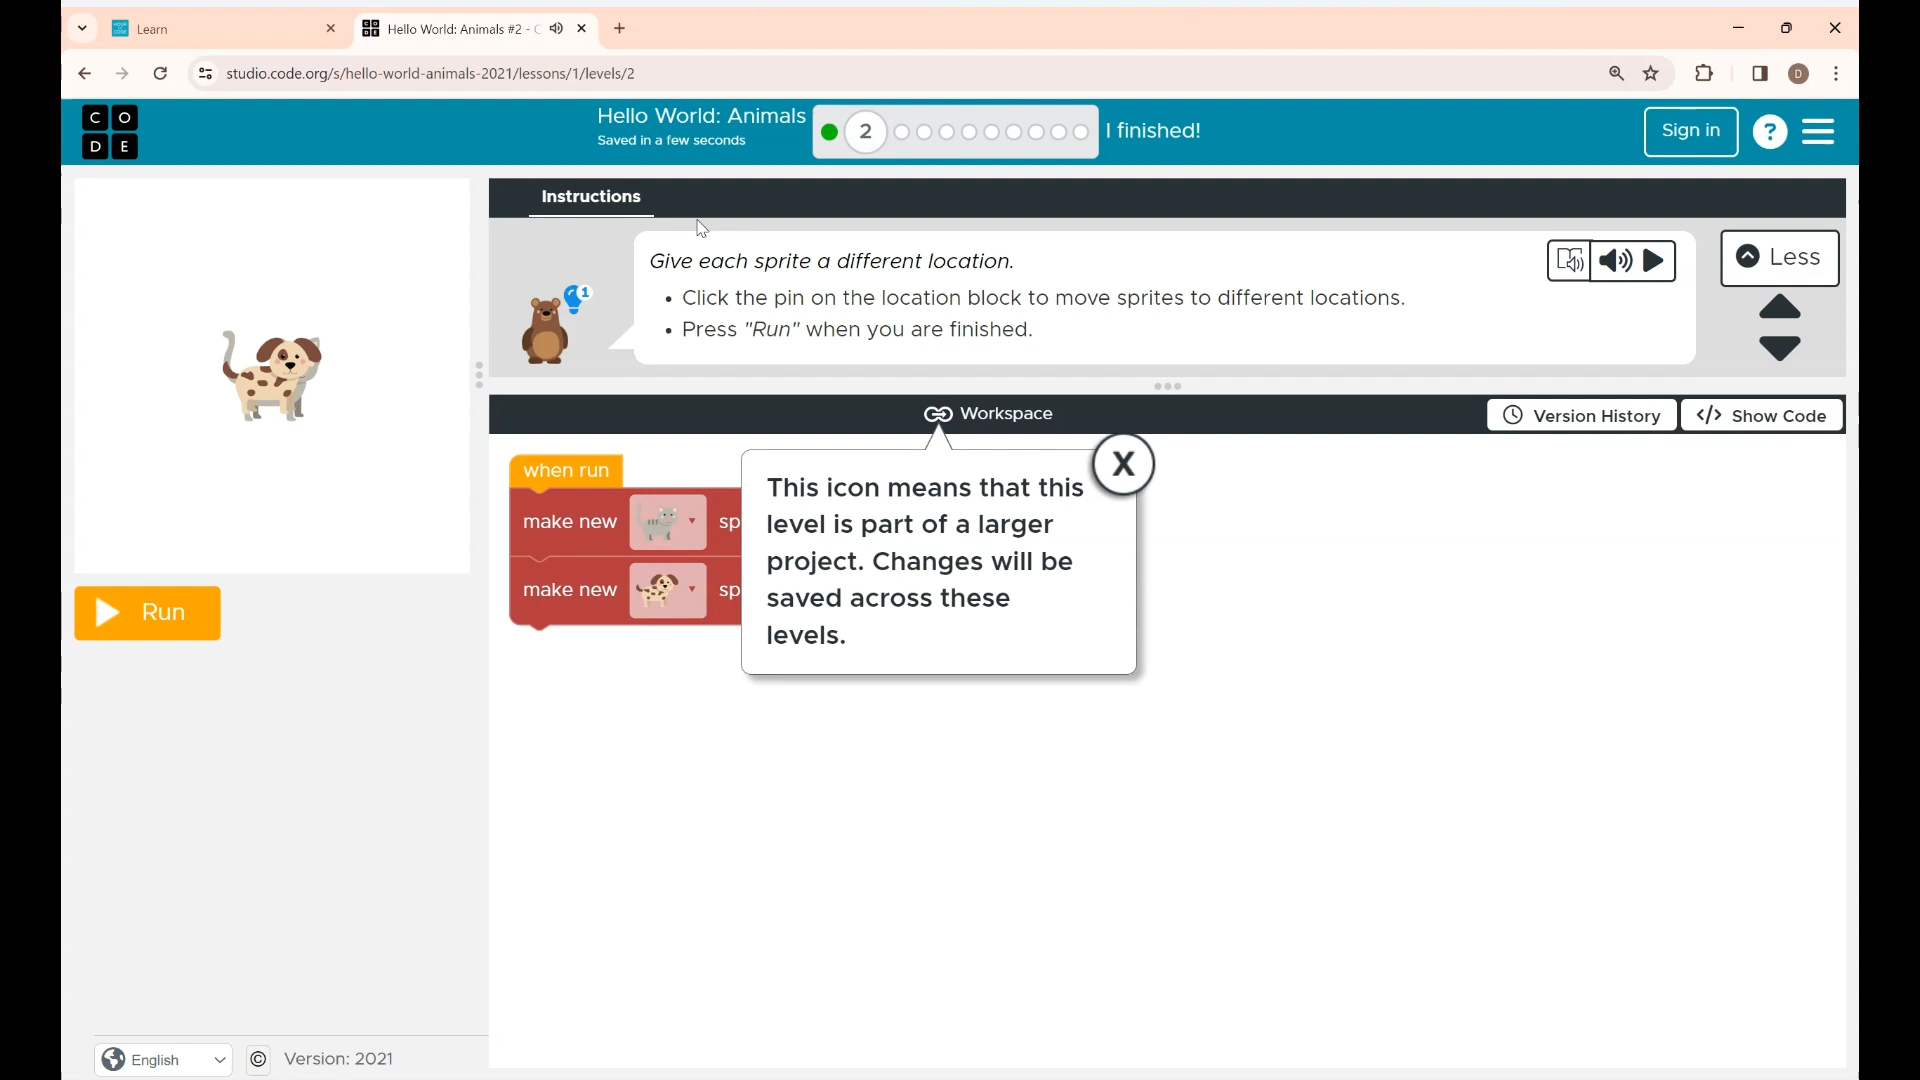 Learn
Hello World: Animals #2 - C
studio.code.org/s/hello-world-animals-2021/lessons/1/levels/2
D
C O
D E
Hello World: Animals
Saved in a few seconds
2
I finished!
Sign in
?
Instructions
Give each sprite a different location.
• Click the pin on the location block to move sprites to different locations.
• Press "Run" when you are finished.
1
Less
Workspace
Version History
</> Show Code
when run
make new sp
make new sp
X
This icon means that this
level is part of a larger
project. Changes will be
saved across these
levels.
Run
English
©
Version: 2021